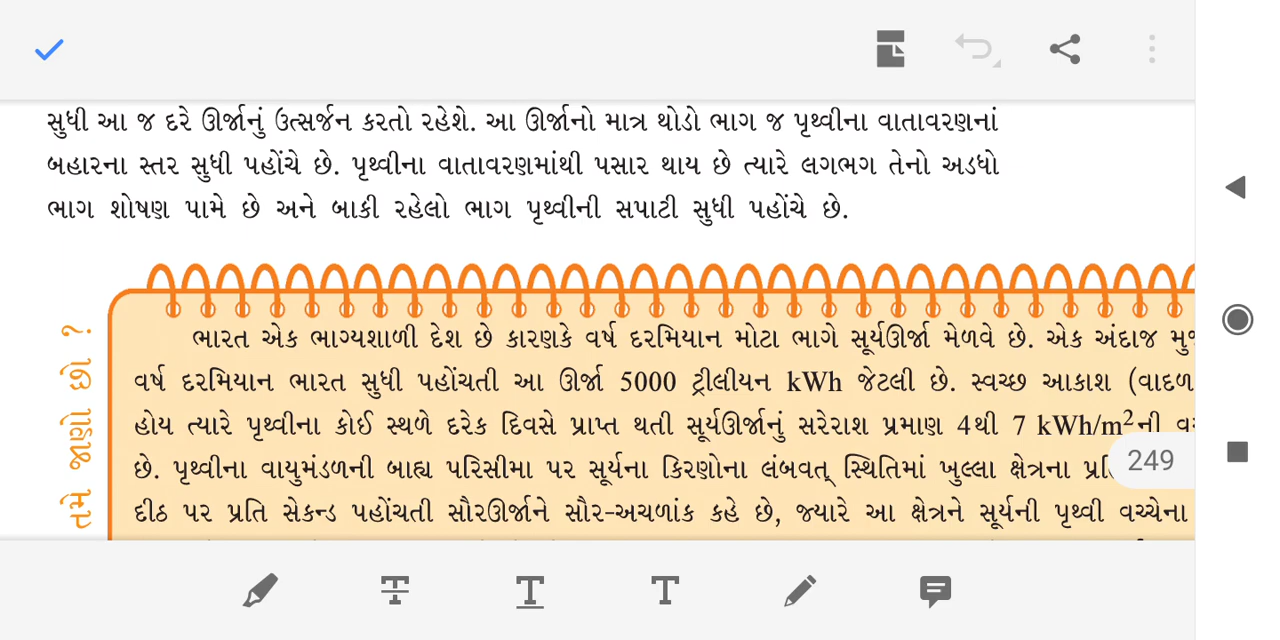 સુધી આ જ દરે ઊર્જાનું ઉત્સર્જન કરતો રહેશે. આ ઊર્જાનો માત્ર થોડો ભાગ જ પૃથ્વીના વાતાવરણનાં
બહારના સ્તર સુધી પહોંચે છે. પૃથ્વીના વાતાવરણમાંથી પસાર થાય છે ત્યારે લગભગ તેનો અડધો
ભાગ શોષણ પામે છે અને બાકી રહેલો ભાગ પૃથ્વીની સપાટી સુધી પહોંચે છે.
તમે જાણો છો ?
ભારત એક ભાગ્યશાળી દેશ છે કારણકે વર્ષ દરમિયાન મોટા ભાગે સૂર્યઊર્જા મેળવે છે. એક અંદાજ
વર્ષ દરમિયાન ભારત સુધી પહોંચતી આ ઊર્જા 5000 ટ્રીલીયન kWh જેટલી છે. સ્વચ્છ આકાશ
હોય ત્યારે પૃથ્વીના કોઈ સ્થળે દરેક દિવસે પ્રાપ્ત થતી સૂર્યઊર્જાનું સરેરાશ પ્રમાણ 4થી 7 kWh/m²ની
છે. પૃથ્વીના વાયુમંડળની બાહ્ય પરિસીમા પર સૂર્યના કિરણોના લંબવત્ સ્થિતિમાં ખુલ્લા ક્ષેત્રના
249
દીઠ પર પ્રતિ સેકન્ડ પહોંચતી સૌરઊર્જાને સૌર-અચળાંક કહે છે, જ્યારે આ ક્ષેત્રને સૂર્યની પૃથ્વી વચ્ચેના